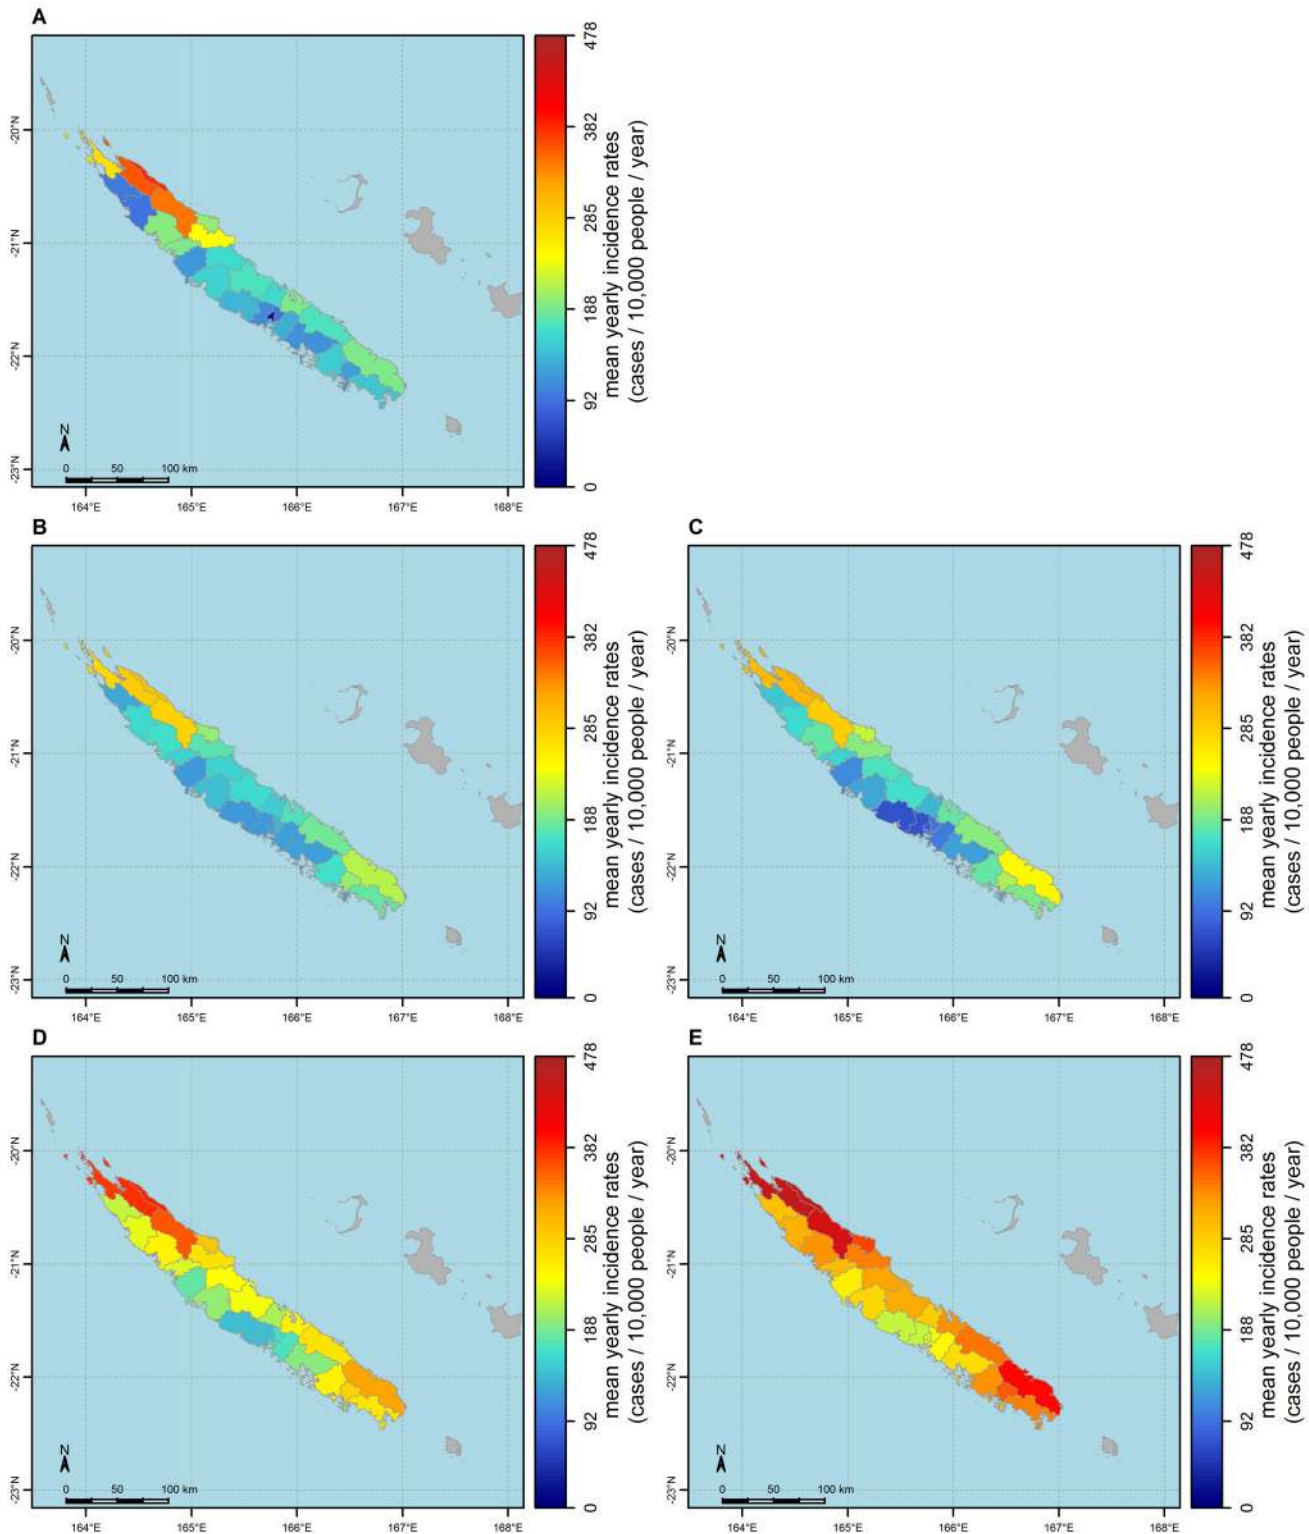 A
478
382
285
188
92
0
mean yearly incidence rates
(cases / 10,000 people / year)
-20°N
-21°N
-22°N
-23°N
N
0 50 100 km
164°E 165°E 166°E 167°E 168°E
B
478
382
285
188
92
0
mean yearly incidence rates
(cases / 10,000 people / year)
-20°N
-21°N
-22°N
-23°N
N
0 50 100 km
164°E 165°E 166°E 167°E 168°E
C
478
382
285
188
92
0
mean yearly incidence rates
(cases / 10,000 people / year)
-20°N
-21°N
-22°N
-23°N
N
0 50 100 km
164°E 165°E 166°E 167°E 168°E
D
478
382
285
188
92
0
mean yearly incidence rates
(cases / 10,000 people / year)
-20°N
-21°N
-22°N
-23°N
N
0 50 100 km
164°E 165°E 166°E 167°E 168°E
E
478
382
285
188
92
0
mean yearly incidence rates
(cases / 10,000 people / year)
-20°N
-21°N
-22°N
-23°N
N
0 50 100 km
164°E 165°E 166°E 167°E 168°E